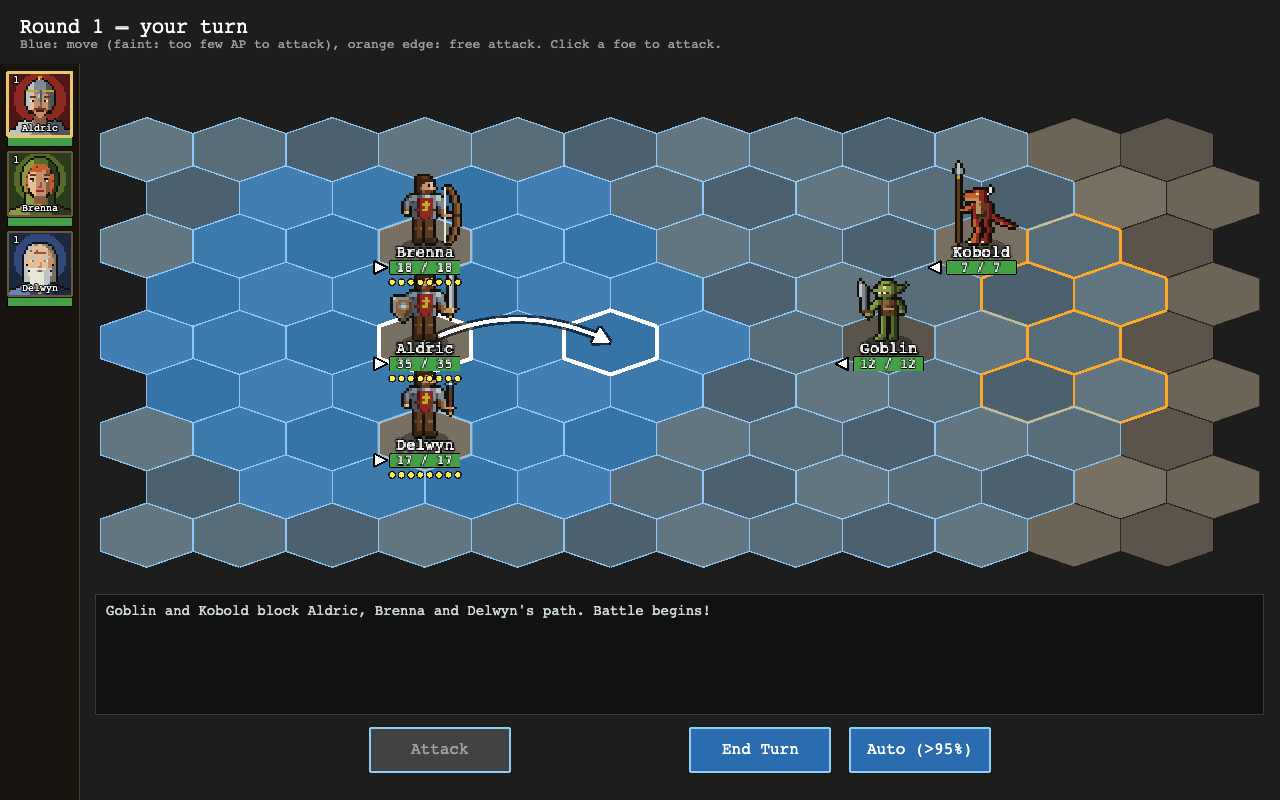 Round 1 — your turn
Blue: move (faint: too few AP to attack), orange edge: free attack. Click a foe to attack.
1
Aldric
1
Brenna
1
Delwyn
Brenna
18 / 18
Kobold
7 / 7
Aldric
35 / 35
Goblin
12 / 12
Delwyn
17 / 17
Goblin and Kobold block Aldric, Brenna and Delwyn's path. Battle begins!
Attack
End Turn
Auto (>95%)